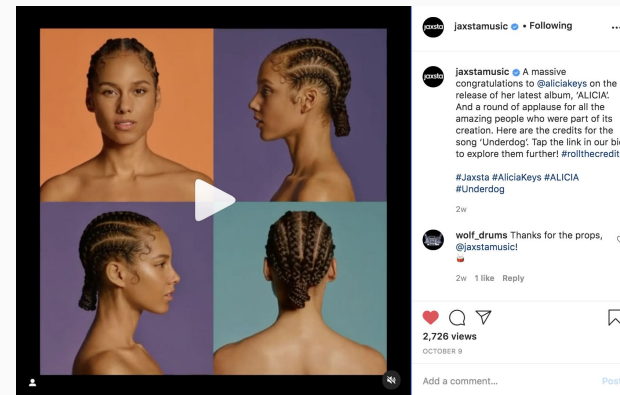 jaxsta
jaxstamusic • Following
jaxsta
jaxstamusic A massive
congratulations to @aliciakeys on the
release of her latest album, 'ALICIA'.
And a round of applause for all the
amazing people who were part of its
creation. Here are the credits for the
song 'Underdog'. Tap the link in our bi
to explore them further! #rollthecredit
#Jaxsta #AliciaKeys #ALICIA
#Underdog
2w
wolf_drums Thanks for the props,
@jaxstamusic!
2w 1 like Reply
2,726 views
OCTOBER 9
Add a comment... Post